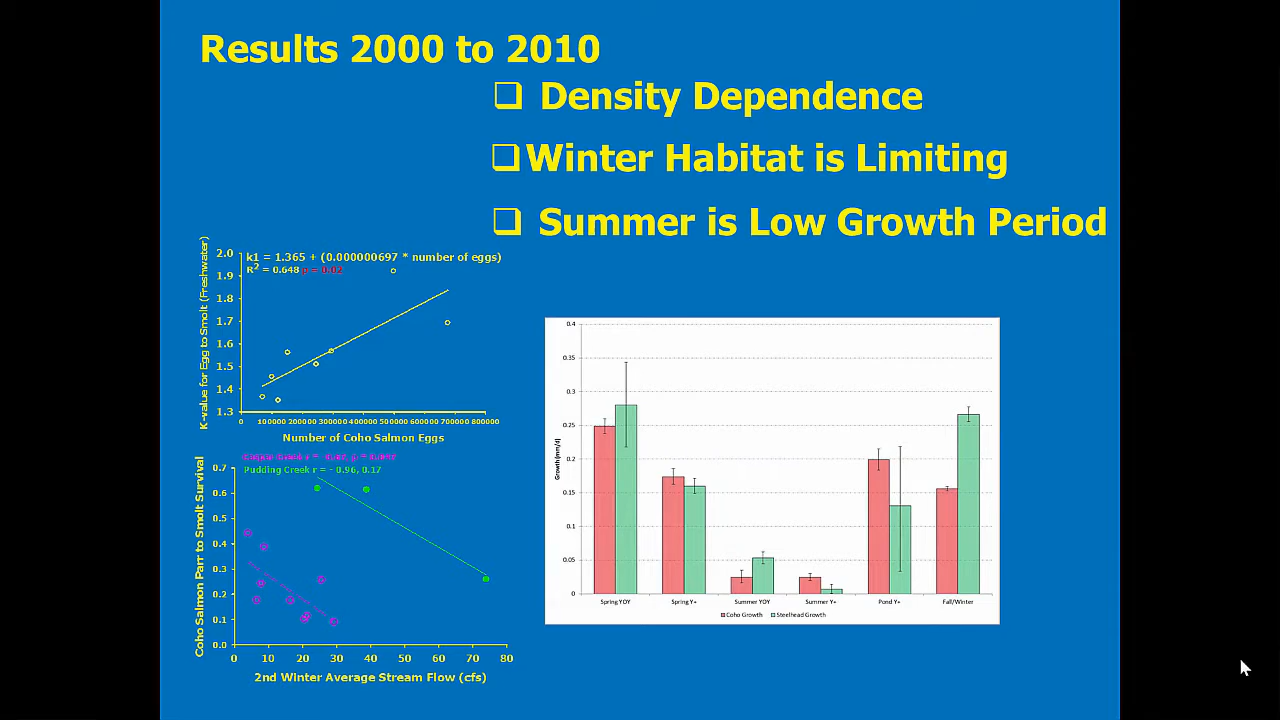 Results 2000 to 2010
❑ Density Dependence
❑ Winter Habitat is Limiting
❑ Summer is Low Growth Period
k1 = 1.365 + (0.000000697 * number of eggs)
R² = 0.648 p = 0.02
K-value for Egg to Smolt (Freshwater)
2.0
1.9
1.8
1.7
1.6
1.5
1.4
1.3
0 100000 200000 300000 400000 500000 600000 700000 800000
Number of Coho Salmon Eggs
Pudding Creek r = - 0.96, 0.17
Coho Salmon Parr to Smolt Survival
0.7
0.6
0.5
0.4
0.3
0.2
0.1
0.0
0 10 20 30 40 50 60 70 80
2nd Winter Average Stream Flow (cfs)
Growth (mm/d)
0.4
0.35
0.3
0.25
0.2
0.15
0.1
0.05
0
Spring YOY Spring Y+ Summer YOY Summer Y+ Pond Y+ Fall/Winter
Coho Growth Steelhead Growth